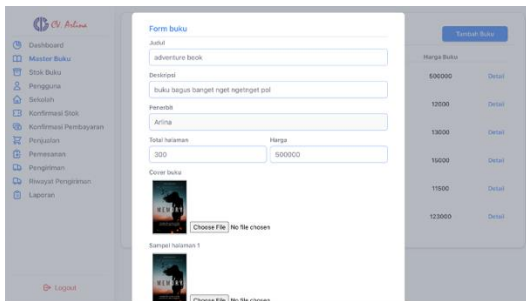 CV. Arlina
Dashboard
Master Buku
Stok Buku
Pengguna
Sekolah
Konfirmasi Stok
Konfirmasi Pembayaran
Penjualan
Pemesanan
Pengiriman
Riwayat Pengiriman
Laporan
Logout
Form buku
Judul
adventure book
Deskripsi
buku bagus banget nget ngetnget pol
Penerbit
Arlina
Total halaman
Harga
300
500000
Cover buku
MEMORY
Choose File No file chosen
Sampel halaman 1
MEMORY
Choose File No file chosen
Tambah Buku
Harga Buku
Detail
12000
Detail
13000
Detail
15000
Detail
11500
Detail
123000
Detail